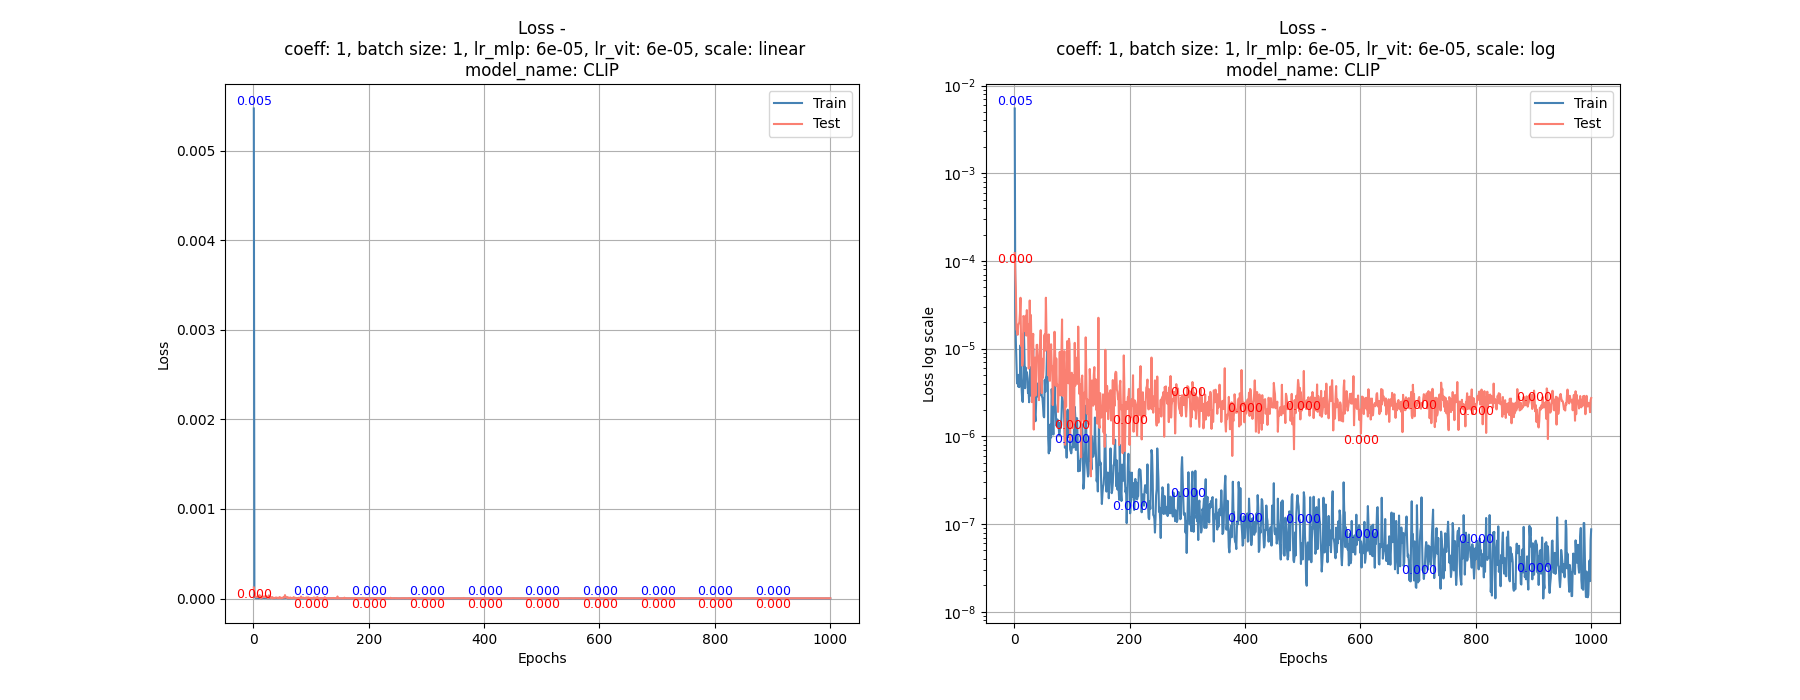 Loss -
coeff: 1, batch size: 1, lr_mlp: 6e-05, lr_vit: 6e-05, scale: linear
model_name: CLIP
0.005
Train
Test
0.005
0.004
0.003
0.002
0.001
0.000
0.000 0.000 0.000 0.000 0.000 0.000 0.000 0.000 0.000
0.000 0.000 0.000 0.000 0.000 0.000 0.000 0.000 0.000 0.000
0 200 400 600 800 1000
Loss
Epochs
Loss -
coeff: 1, batch size: 1, lr_mlp: 6e-05, lr_vit: 6e-05, scale: log
model_name: CLIP
0.005
Train
Test
10⁻²
10⁻³
10⁻⁴
10⁻⁵
10⁻⁶
10⁻⁷
10⁻⁸
0.000 0.000 0.000 0.000 0.000 0.000 0.000 0.000 0.000 0.000
0.000 0.000 0.000 0.000 0.000 0.000 0.000 0.000 0.000
0 200 400 600 800 1000
Loss log scale
Epochs